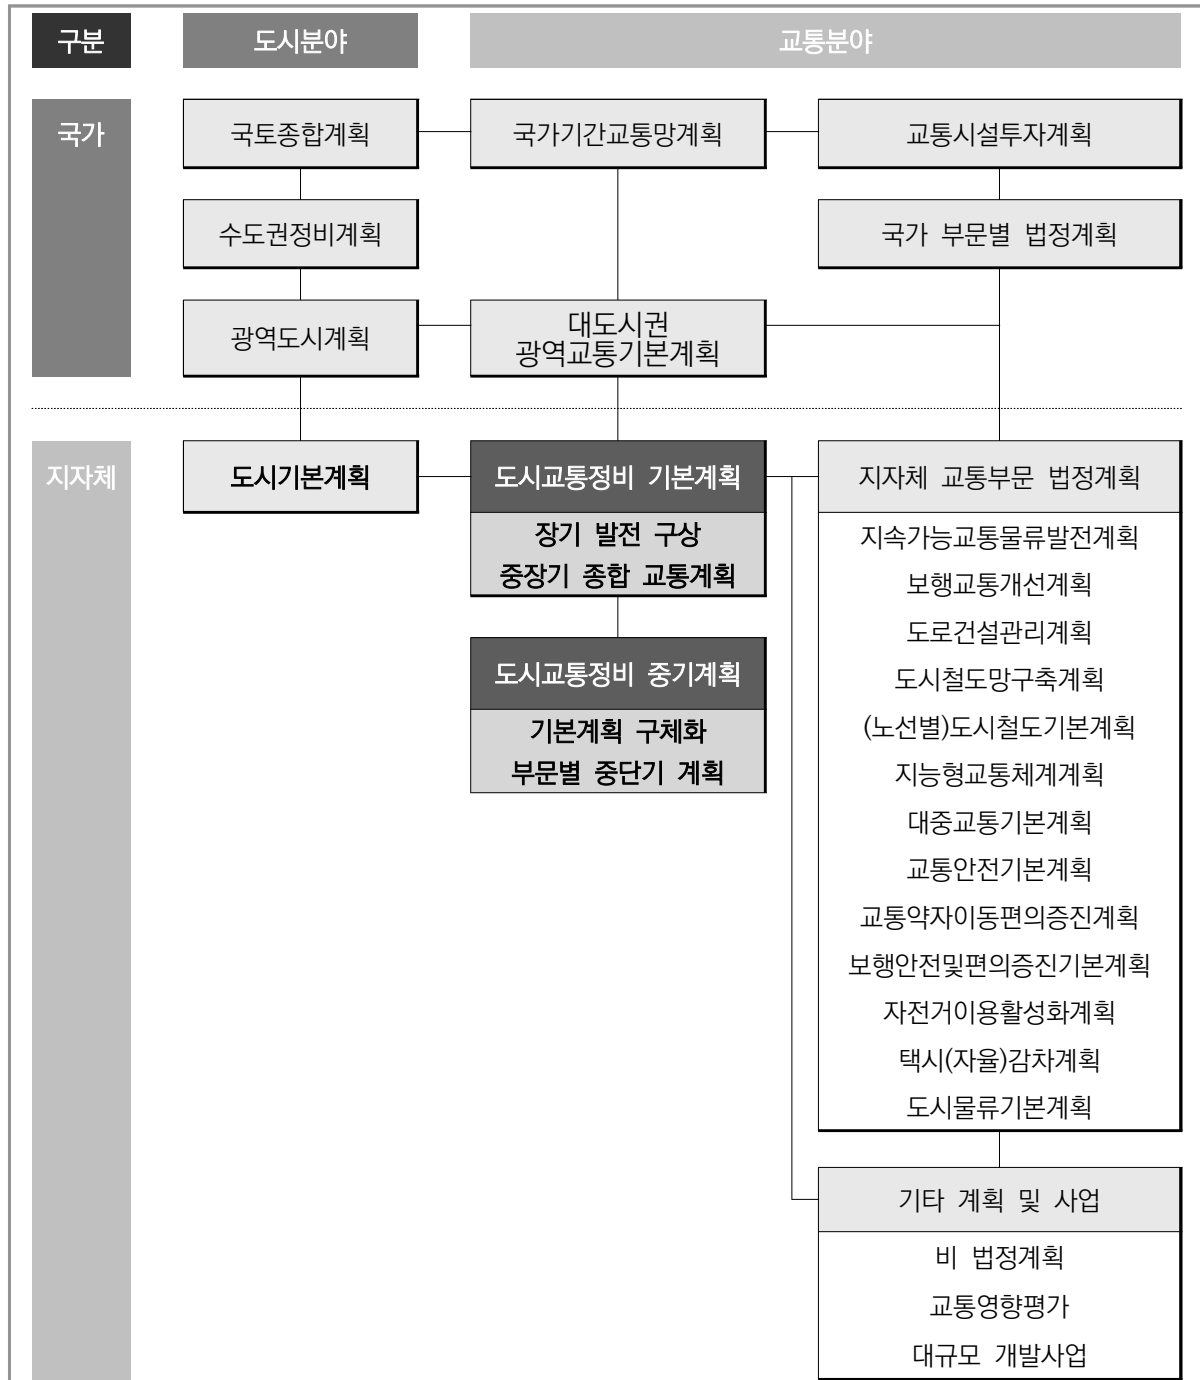 구분
도시분야
교통분야
국가
국토종합계획
국가기간교통망계획
교통시설투자계획
수도권정비계획
국가 부문별 법정계획
광역도시계획
대도시권
광역교통기본계획
지자체
도시기본계획
도시교통정비 기본계획
장기 발전 구상
중장기 종합 교통계획
도시교통정비 중기계획
기본계획 구체화
부문별 중단기 계획
지자체 교통부문 법정계획
지속가능교통물류발전계획
보행교통개선계획
도로건설관리계획
도시철도망구축계획
(노선별)도시철도기본계획
지능형교통체계계획
대중교통기본계획
교통안전기본계획
교통약자이동편의증진계획
보행안전및편의증진기본계획
자전거이용활성화계획
택시(자율)감차계획
도시물류기본계획
기타 계획 및 사업
비 법정계획
교통영향평가
대규모 개발사업